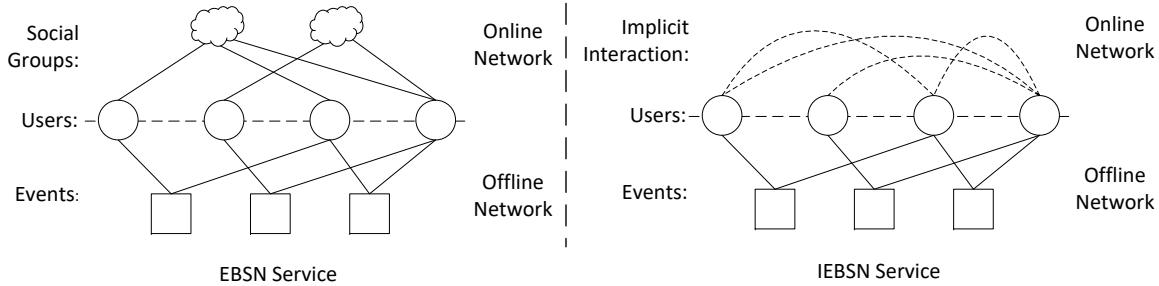 Social
Groups:
Online
Network
Users:
Events:
Offline
Network
EBSN Service
Implicit
Interaction:
Online
Network
Users:
Events:
Offline
Network
IEBSN Service